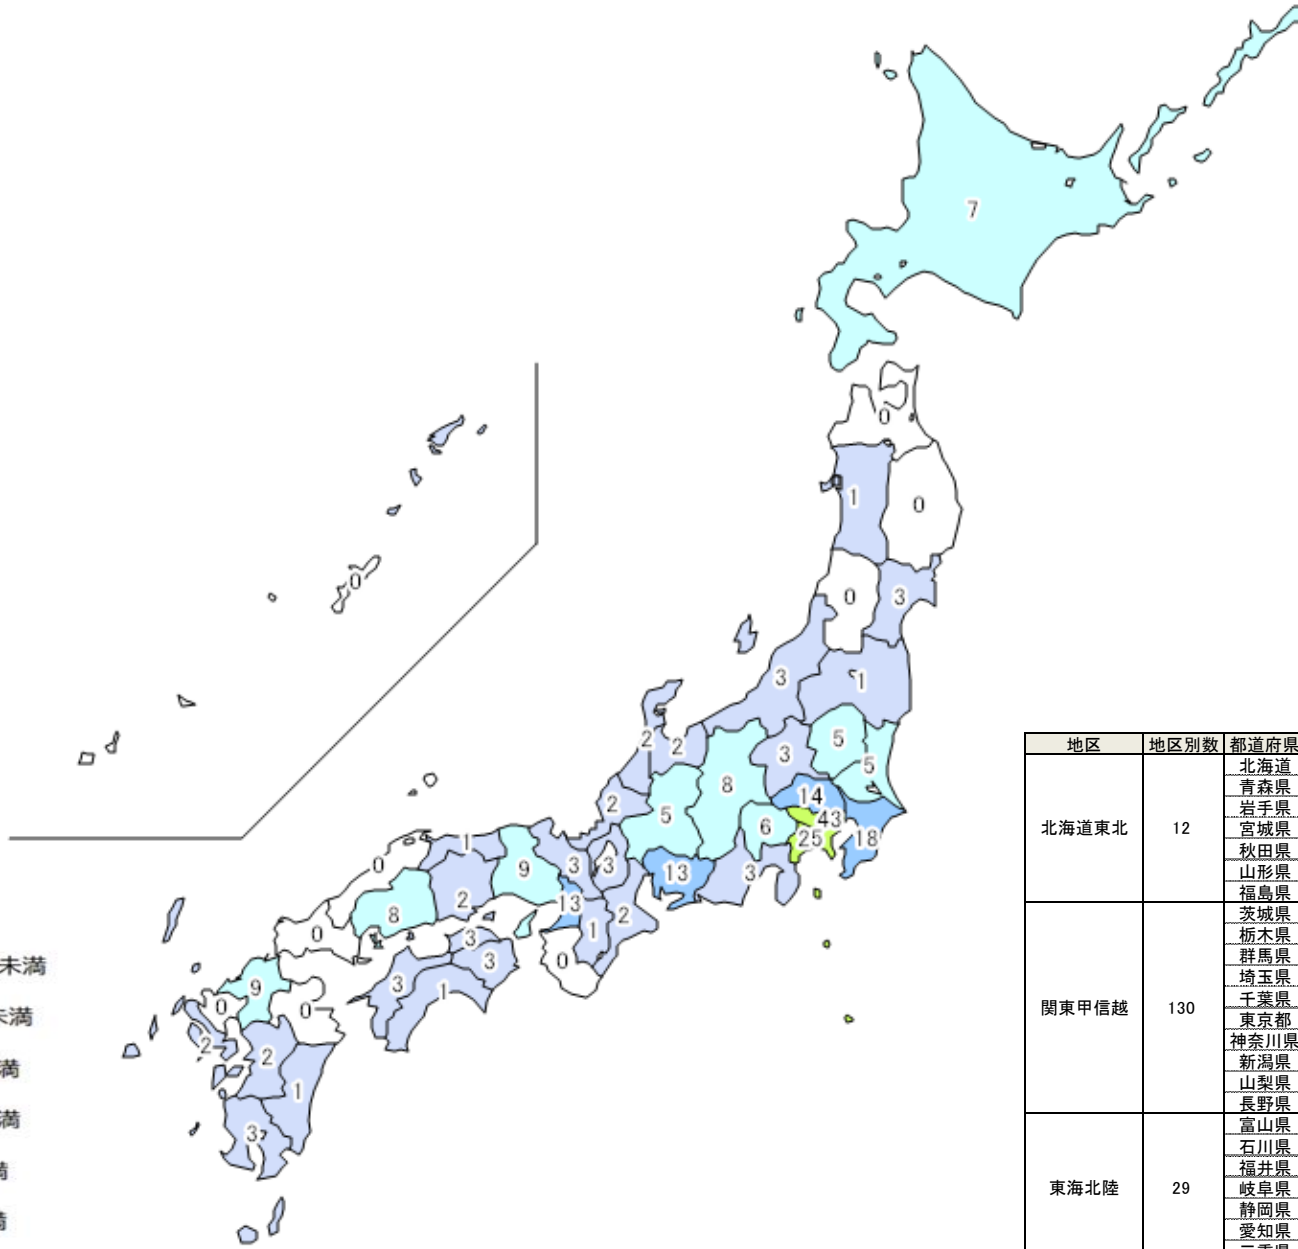 7
0
1
0
0
0
3
3
1
2
2
3
5
5
8
2
5
14
43
6
25
18
1
0
9
3
3
13
3
8
2
13
2
0
1
0
3
3
3
1
9
0
0
2
2
1
3
未満
未満
満
満
満
満
地区 地区別数 都道府県
北海道東北 12 北海道
青森県
岩手県
宮城県
秋田県
山形県
福島県
関東甲信越 130 茨城県
栃木県
群馬県
埼玉県
千葉県
東京都
神奈川県
新潟県
山梨県
長野県
東海北陸 29 富山県
石川県
福井県
岐阜県
静岡県
愛知県